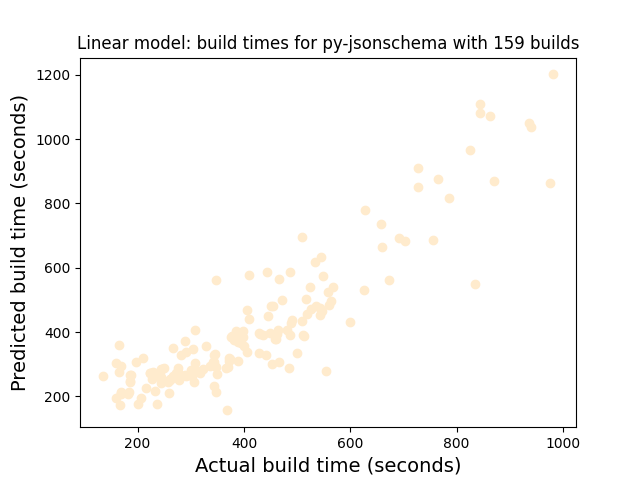 Linear model: build times for py-jsonschema with 159 builds
Predicted build time (seconds)
1200
1000
800
600
400
200
200 400 600 800 1000
Actual build time (seconds)